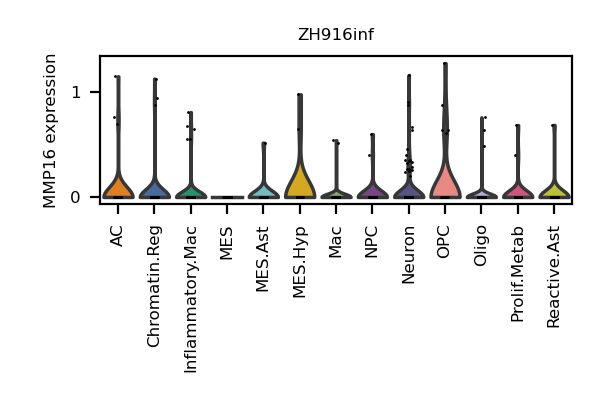 ZH916inf
MMP16 expression
1
0
AC
Chromatin.Reg
Inflammatory.Mac
MES
MES.Ast
MES.Hyp
Mac
NPC
Neuron
OPC
Oligo
Prolif.Metab
Reactive.Ast